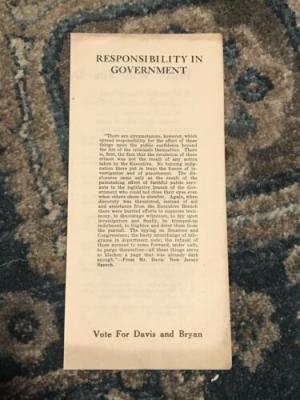 RESPONSIBILITY IN
GOVERNMENT
"There are circumstances, however, which
spread responsibility for the effect of these
things upon the public confidence beyond
the list of the criminals themselves. There
is, first, the fact that the revelation of these
crimes was not the result of any action
taken by the Executive. No burning indig-
nation there put in train the forces of in-
vestigation and of punishment. The dis-
closures came only as the result of the
painstaking effort of faithful public serv-
ants in the legislative branch of the Gov-
ernment who could not close their eyes even
when others chose to slumber. Again, when
discovery was threatened, instead of aid
and assistance from the Executive Branch
there were hurried efforts to suppress testi-
mony, to discourage witnesses, to spy upon
investigators and finally, by trumped-up
indictment, to frighten and deter them from
the pursuit. The spying on Senators and
Congressmen; the hasty interchange of tele-
grams in department code; the refusal of
those accused to come forward, under oath,
to purge themselves—all these things serve
to blacken a page that was already dark
enough."—From Mr. Davis' New Jersey
Speech.
Vote For Davis and Bryan